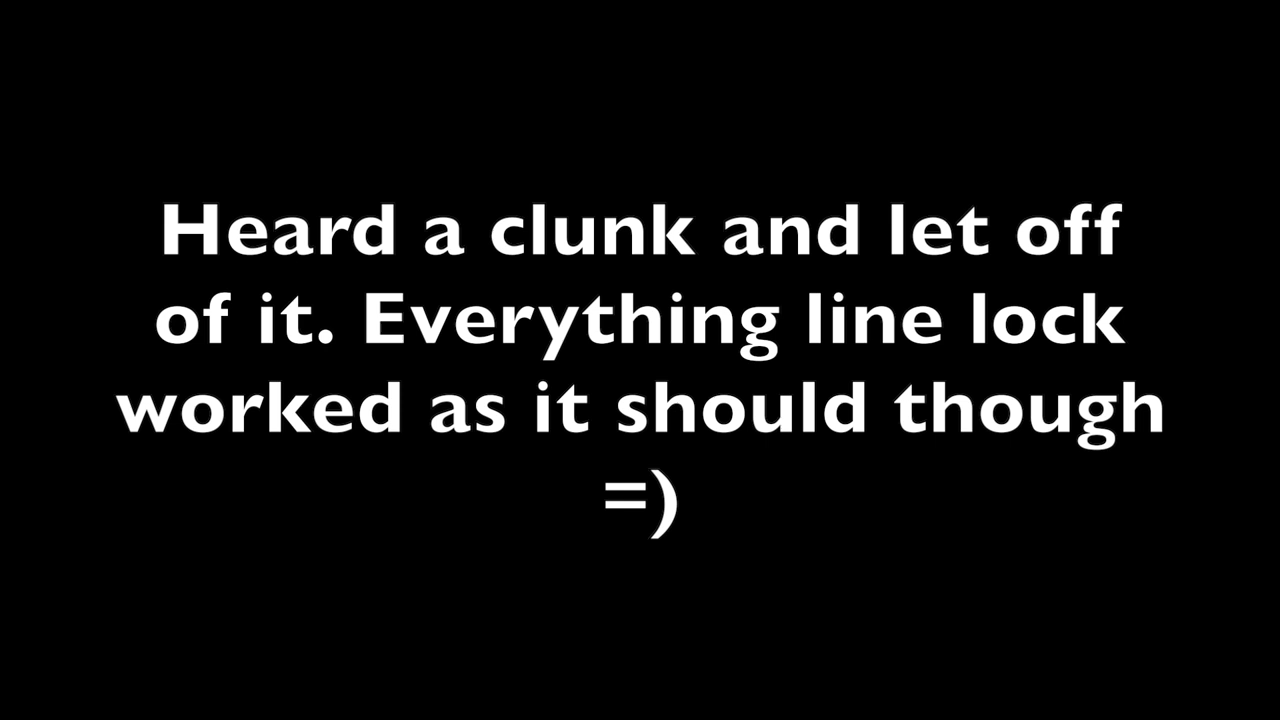 Heard a clunk and let off
of it. Everything line lock
worked as it should though
=)